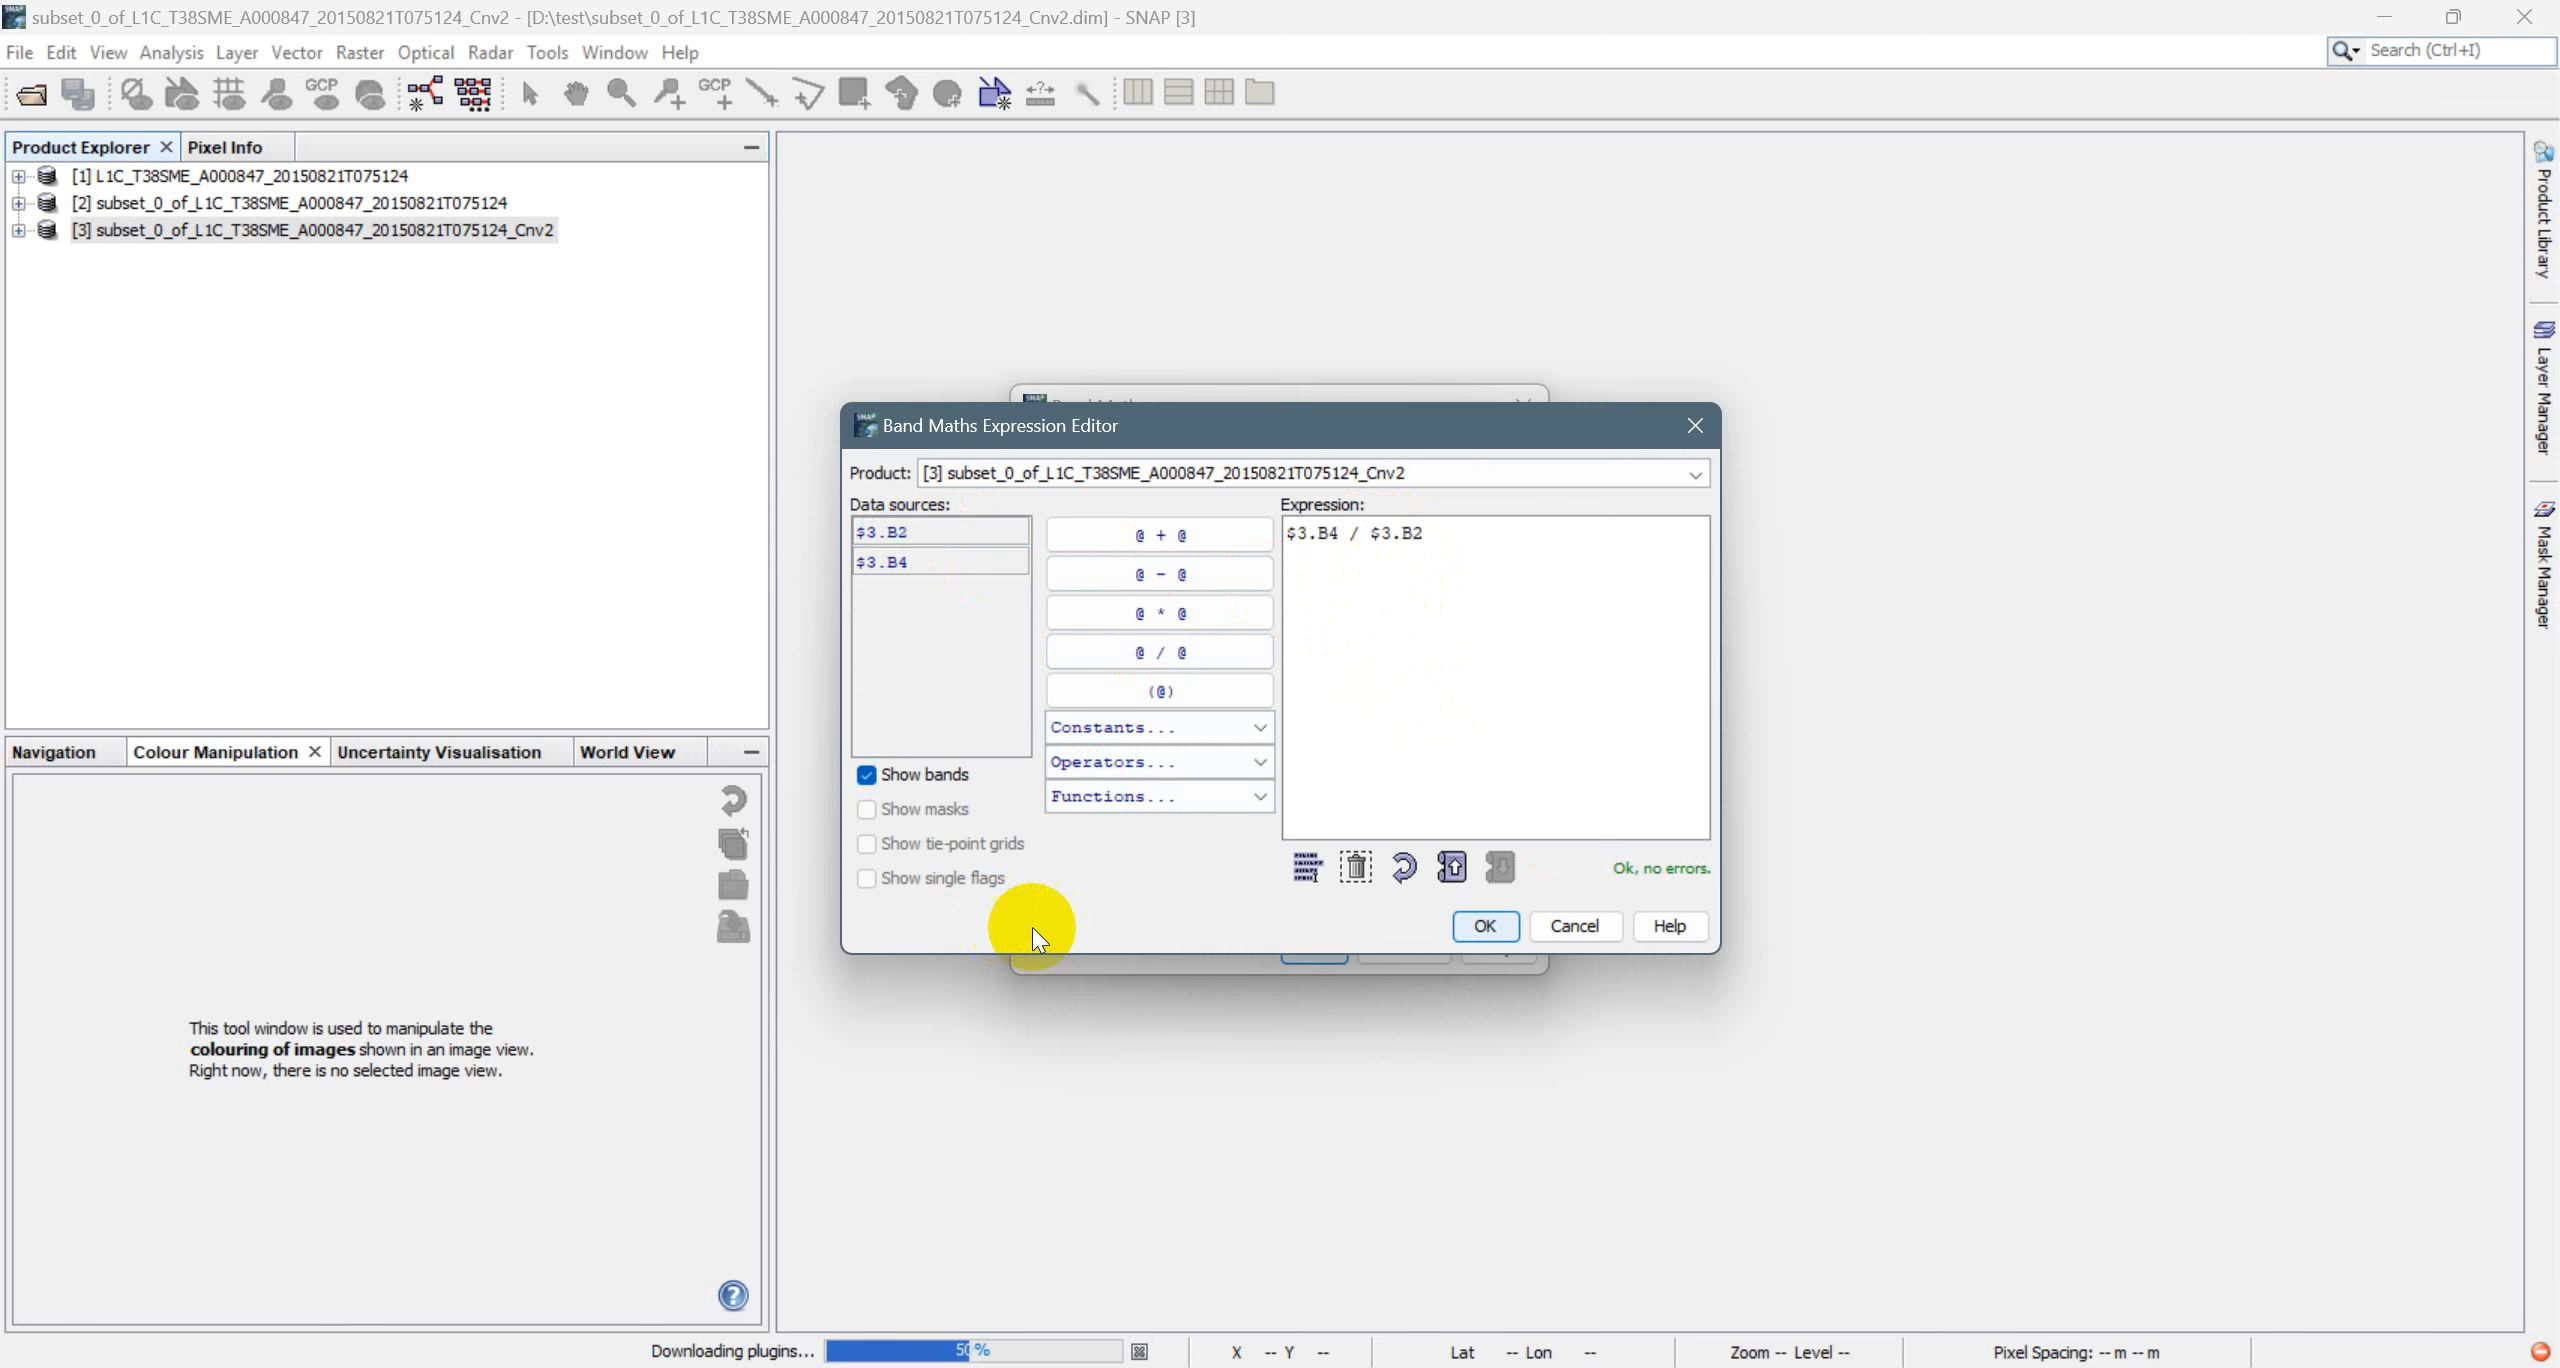 subset_0_of_L1C_T38SME_A000847_20150821T075124_Cnv2 - [D:\test\subset_0_of_L1C_T38SME_A000847_20150821T075124_Cnv2.dim] - SNAP [3]
File Edit View Analysis Layer Vector Raster Optical Radar Tools Window Help
Search (Ctrl+I)
GCP GCP
Product Explorer Pixel Info
[1] L1C_T38SME_A000847_20150821T075124
[2] subset_0_of_L1C_T38SME_A000847_20150821T075124
[3] subset_0_of_L1C_T38SME_A000847_20150821T075124_Cnv2
Product Library
Layer Manager
Mask Manager
Band Maths Expression Editor
Product: [3] subset_0_of_L1C_T38SME_A000847_20150821T075124_Cnv2
Data sources: Expression:
$3.B2
$3.B4
@ + @
@ - @
@ * @
@ / @
(@)
Constants...
Operators...
Functions...
$3.B4 / $3.B2
Show bands
Show masks
Show tie-point grids
Show single flags
Ok, no errors.
OK Cancel Help
Navigation Colour Manipulation Uncertainty Visualisation World View
This tool window is used to manipulate the
colouring of images shown in an image view.
Right now, there is no selected image view.
Downloading plugins... 50% X -- Y -- Lat -- Lon -- Zoom -- Level -- Pixel Spacing: -- m -- m